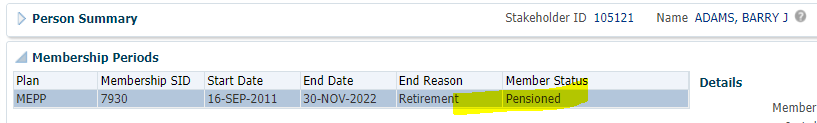 Person Summary Stakeholder ID 105121 Name ADAMS, BARRY J ?
Membership Periods
Plan Membership SID Start Date End Date End Reason Member Status
MEPP 7930 16-SEP-2011 30-NOV-2022 Retirement Pensioned
Details
Member